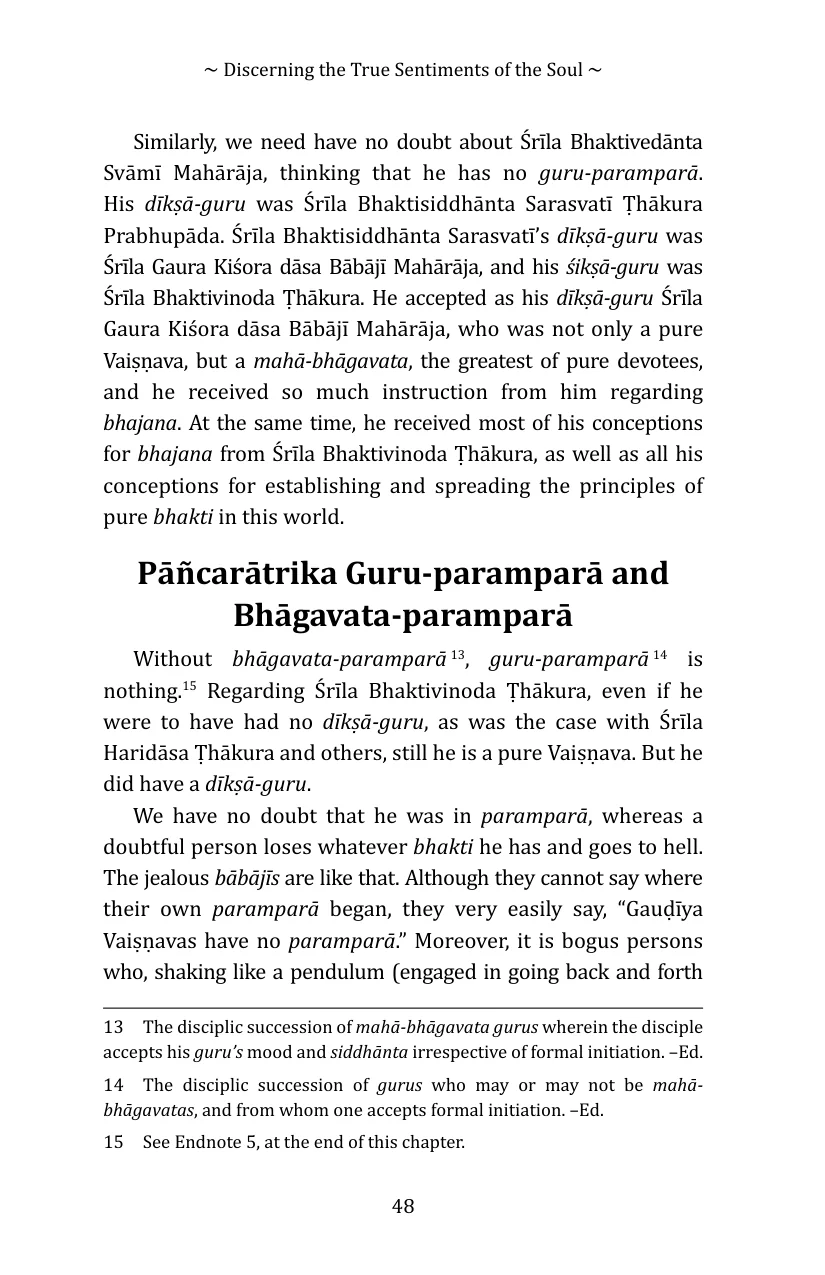 ~ Discerning the True Sentiments of the Soul ~
Similarly, we need have no doubt about Śrīla Bhaktivedānta
Svāmī Mahārāja, thinking that he has no guru-paramparā.
His dīkṣā-guru was Śrīla Bhaktisiddhānta Sarasvatī Ṭhākura
Prabhupāda. Śrīla Bhaktisiddhānta Sarasvatī’s dīkṣā-guru was
Śrīla Gaura Kiśora dāsa Bābājī Mahārāja, and his śikṣā-guru was
Śrīla Bhaktivinoda Ṭhākura. He accepted as his dīkṣā-guru Śrīla
Gaura Kiśora dāsa Bābājī Mahārāja, who was not only a pure
Vaiṣṇava, but a mahā-bhāgavata, the greatest of pure devotees,
and he received so much instruction from him regarding
bhajana. At the same time, he received most of his conceptions
for bhajana from Śrīla Bhaktivinoda Ṭhākura, as well as all his
conceptions for establishing and spreading the principles of
pure bhakti in this world.
Pāñcarātrika Guru-paramparā and
Bhāgavata-paramparā
Without bhāgavata-paramparā 13, guru-paramparā 14 is
nothing.15 Regarding Śrīla Bhaktivinoda Ṭhākura, even if he
were to have had no dīkṣā-guru, as was the case with Śrīla
Haridāsa Ṭhākura and others, still he is a pure Vaiṣṇava. But he
did have a dīkṣā-guru.
We have no doubt that he was in paramparā, whereas a
doubtful person loses whatever bhakti he has and goes to hell.
The jealous bābājīs are like that. Although they cannot say where
their own paramparā began, they very easily say, “Gauḍīya
Vaiṣṇavas have no paramparā.” Moreover, it is bogus persons
who, shaking like a pendulum (engaged in going back and forth
13 The disciplic succession of mahā-bhāgavata gurus wherein the disciple
accepts his guru’s mood and siddhānta irrespective of formal initiation. –Ed.
14 The disciplic succession of gurus who may or may not be mahā-
bhāgavatas, and from whom one accepts formal initiation. –Ed.
15 See Endnote 5, at the end of this chapter.
48